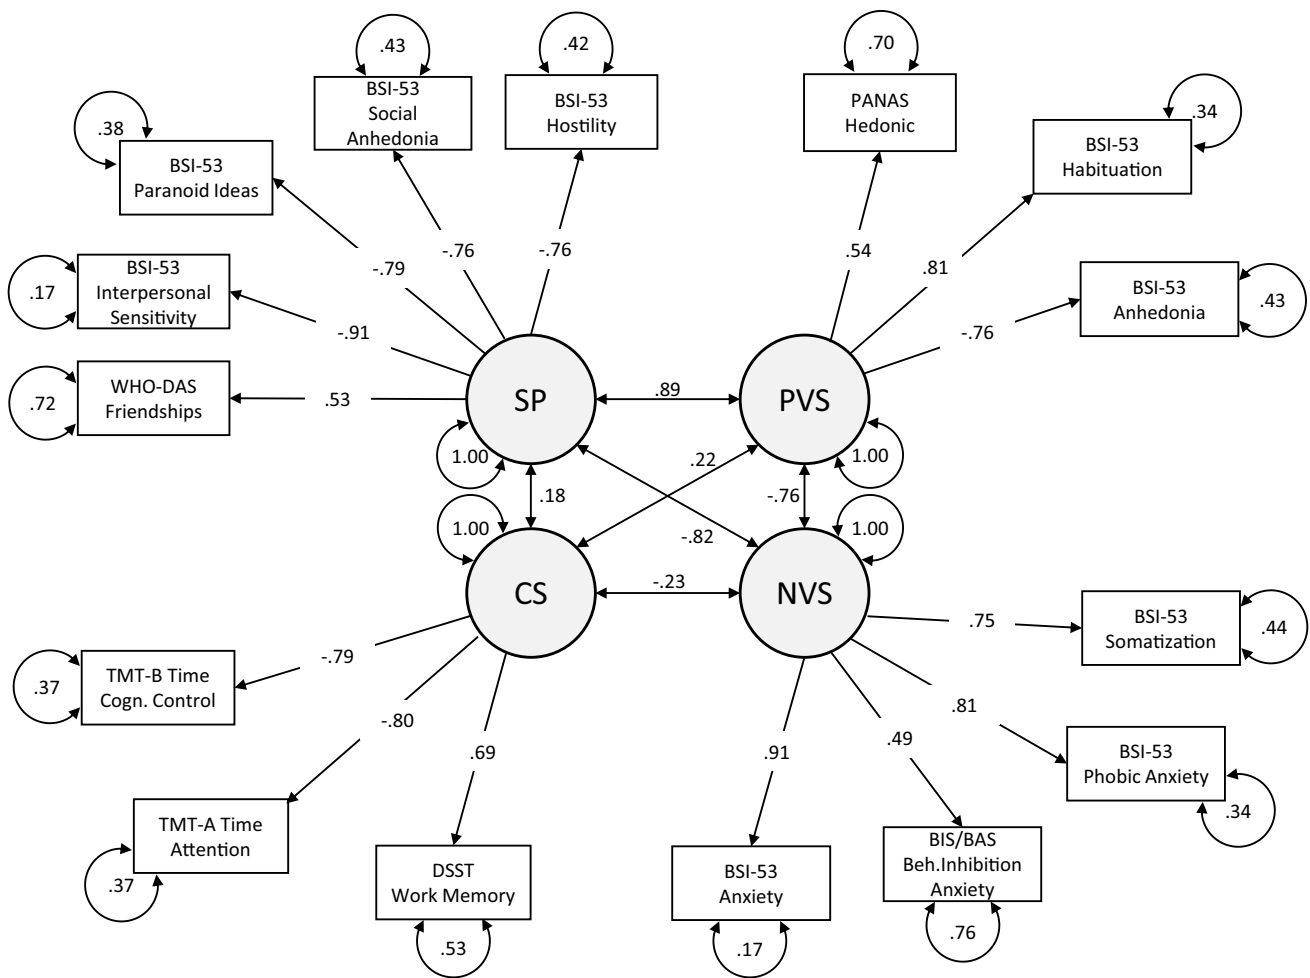 .43
.42
.70
BSI-53
Social
Anhedonia
BSI-53
Hostility
PANAS
Hedonic
.38
BSI-53
Paranoid Ideas
BSI-53
Habituation
.34
-.79
-.76
-.76
.54
.81
.17
BSI-53
Interpersonal
Sensitivity
-.91
-.76
BSI-53
Anhedonia
.43
.72
WHO-DAS
Friendships
.53
SP
.89
PVS
1.00
.22
1.00
.18
-.76
1.00
-.82
1.00
CS
-.23
NVS
.75
BSI-53
Somatization
.44
.37
TMT-B Time
Cogn. Control
-.79
-.80
.69
.91
.49
.81
BSI-53
Phobic Anxiety
.34
TMT-A Time
Attention
.37
DSST
Work Memory
.53
BSI-53
Anxiety
.17
BIS/BAS
Beh.Inhibition
Anxiety
.76